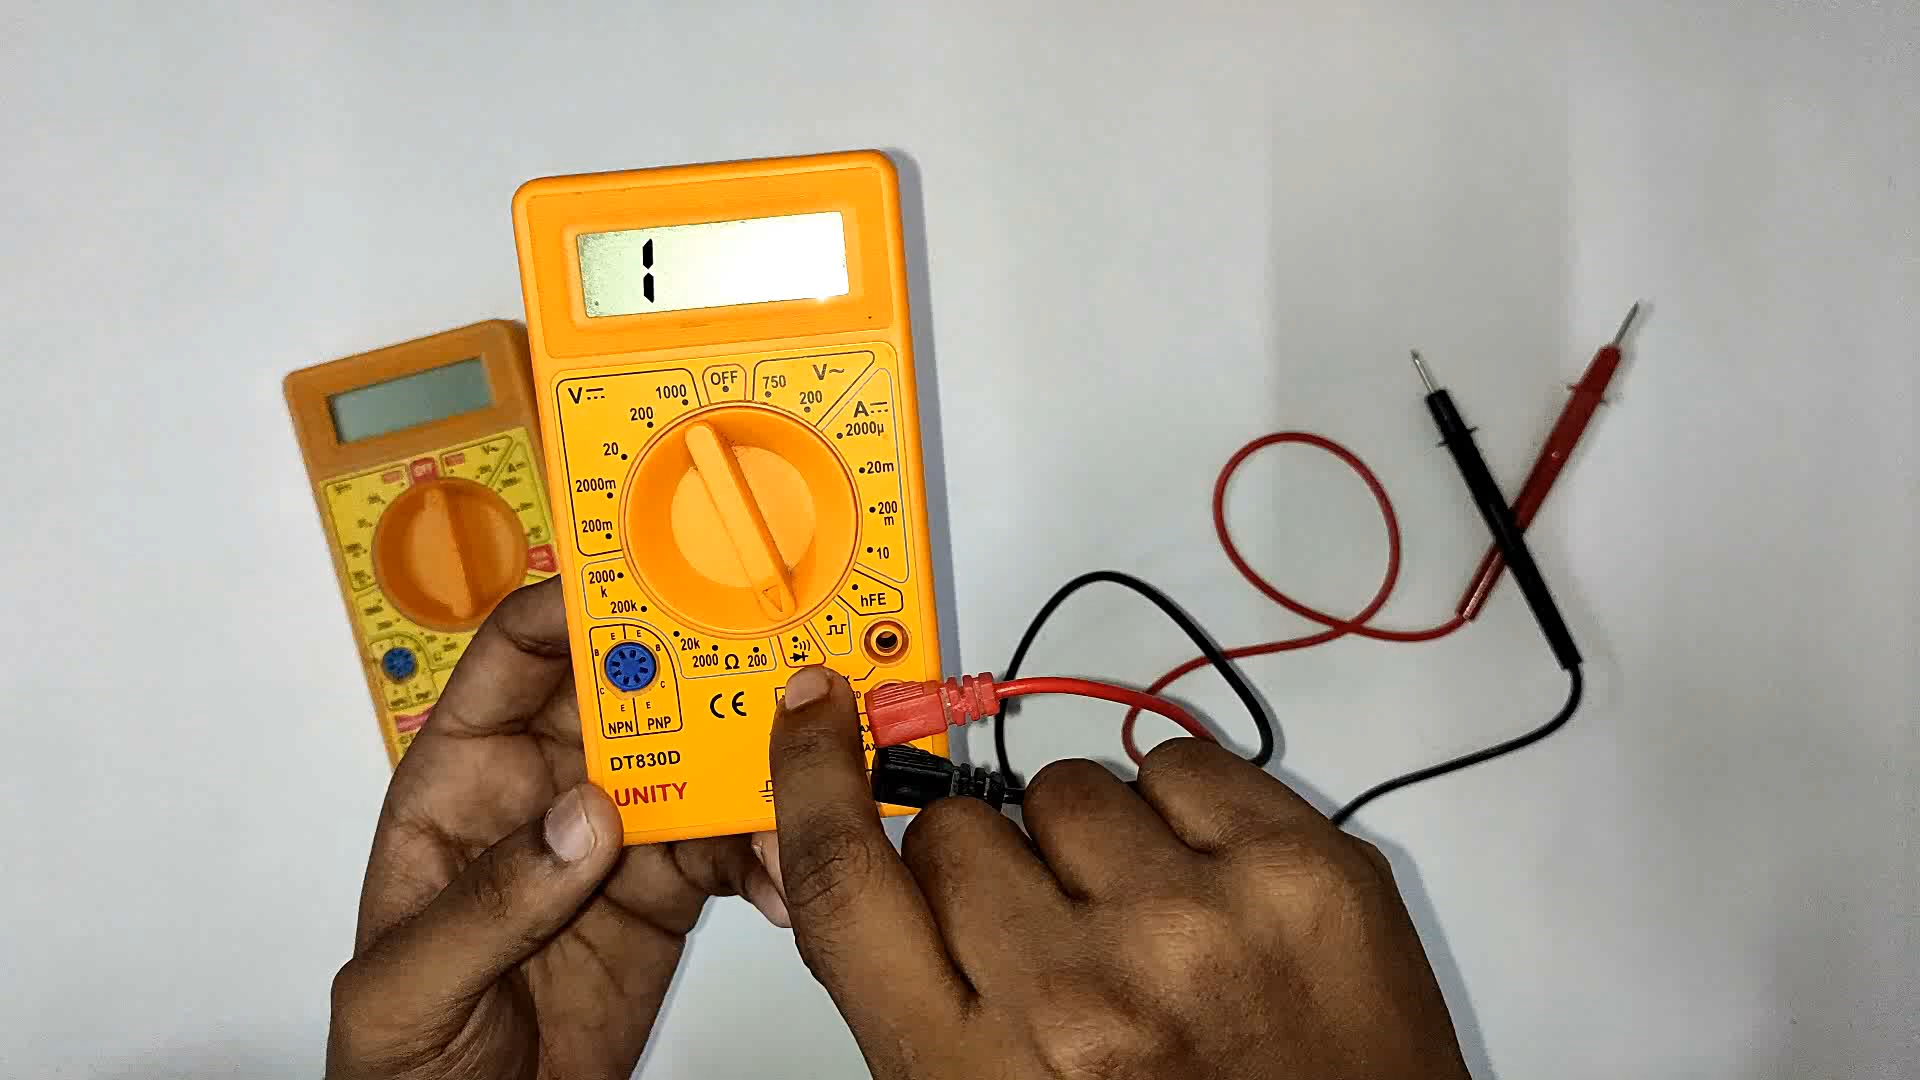 1
V⎓
1000
OFF
750
V~
200
200
A⎓
2000µ
20
20m
2000m
200
m
200m
10
2000
k
hFE
200k
20k
2000
Ω
200
E E
B B
C C
E E
NPN PNP
CE
DT830D
UNITY
OFF